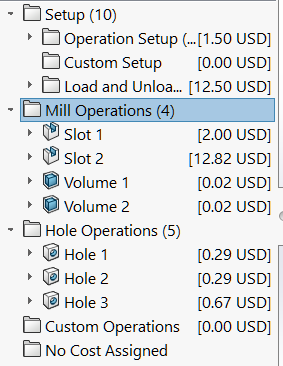 Setup (10)
Operation Setup (...[1.50 USD]
Custom Setup [0.00 USD]
Load and Unloa... [12.50 USD]
Mill Operations (4)
Slot 1 [2.00 USD]
Slot 2 [12.82 USD]
Volume 1 [0.02 USD]
Volume 2 [0.02 USD]
Hole Operations (5)
Hole 1 [0.29 USD]
Hole 2 [0.29 USD]
Hole 3 [0.67 USD]
Custom Operations [0.00 USD]
No Cost Assigned